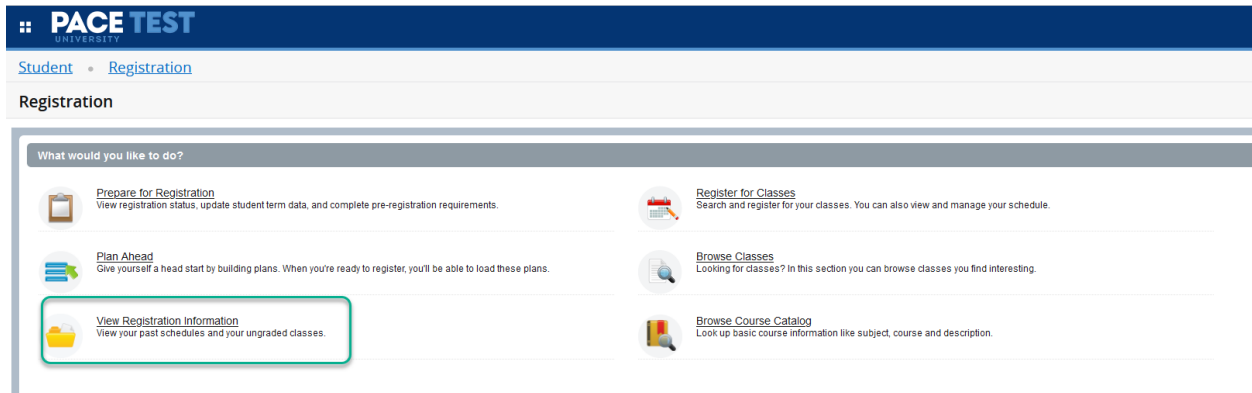 PACE TEST
UNIVERSITY
Student • Registration
Registration
What would you like to do?
Prepare for Registration
View registration status, update student term data, and complete pre-registration requirements.
Register for Classes
Search and register for your classes. You can also view and manage your schedule.
Plan Ahead
Give yourself a head start by building plans. When you're ready to register, you'll be able to load these plans.
Browse Classes
Looking for classes? In this section you can browse classes you find interesting.
View Registration Information
View your past schedules and your ungraded classes.
Browse Course Catalog
Look up basic course information like subject, course and description.